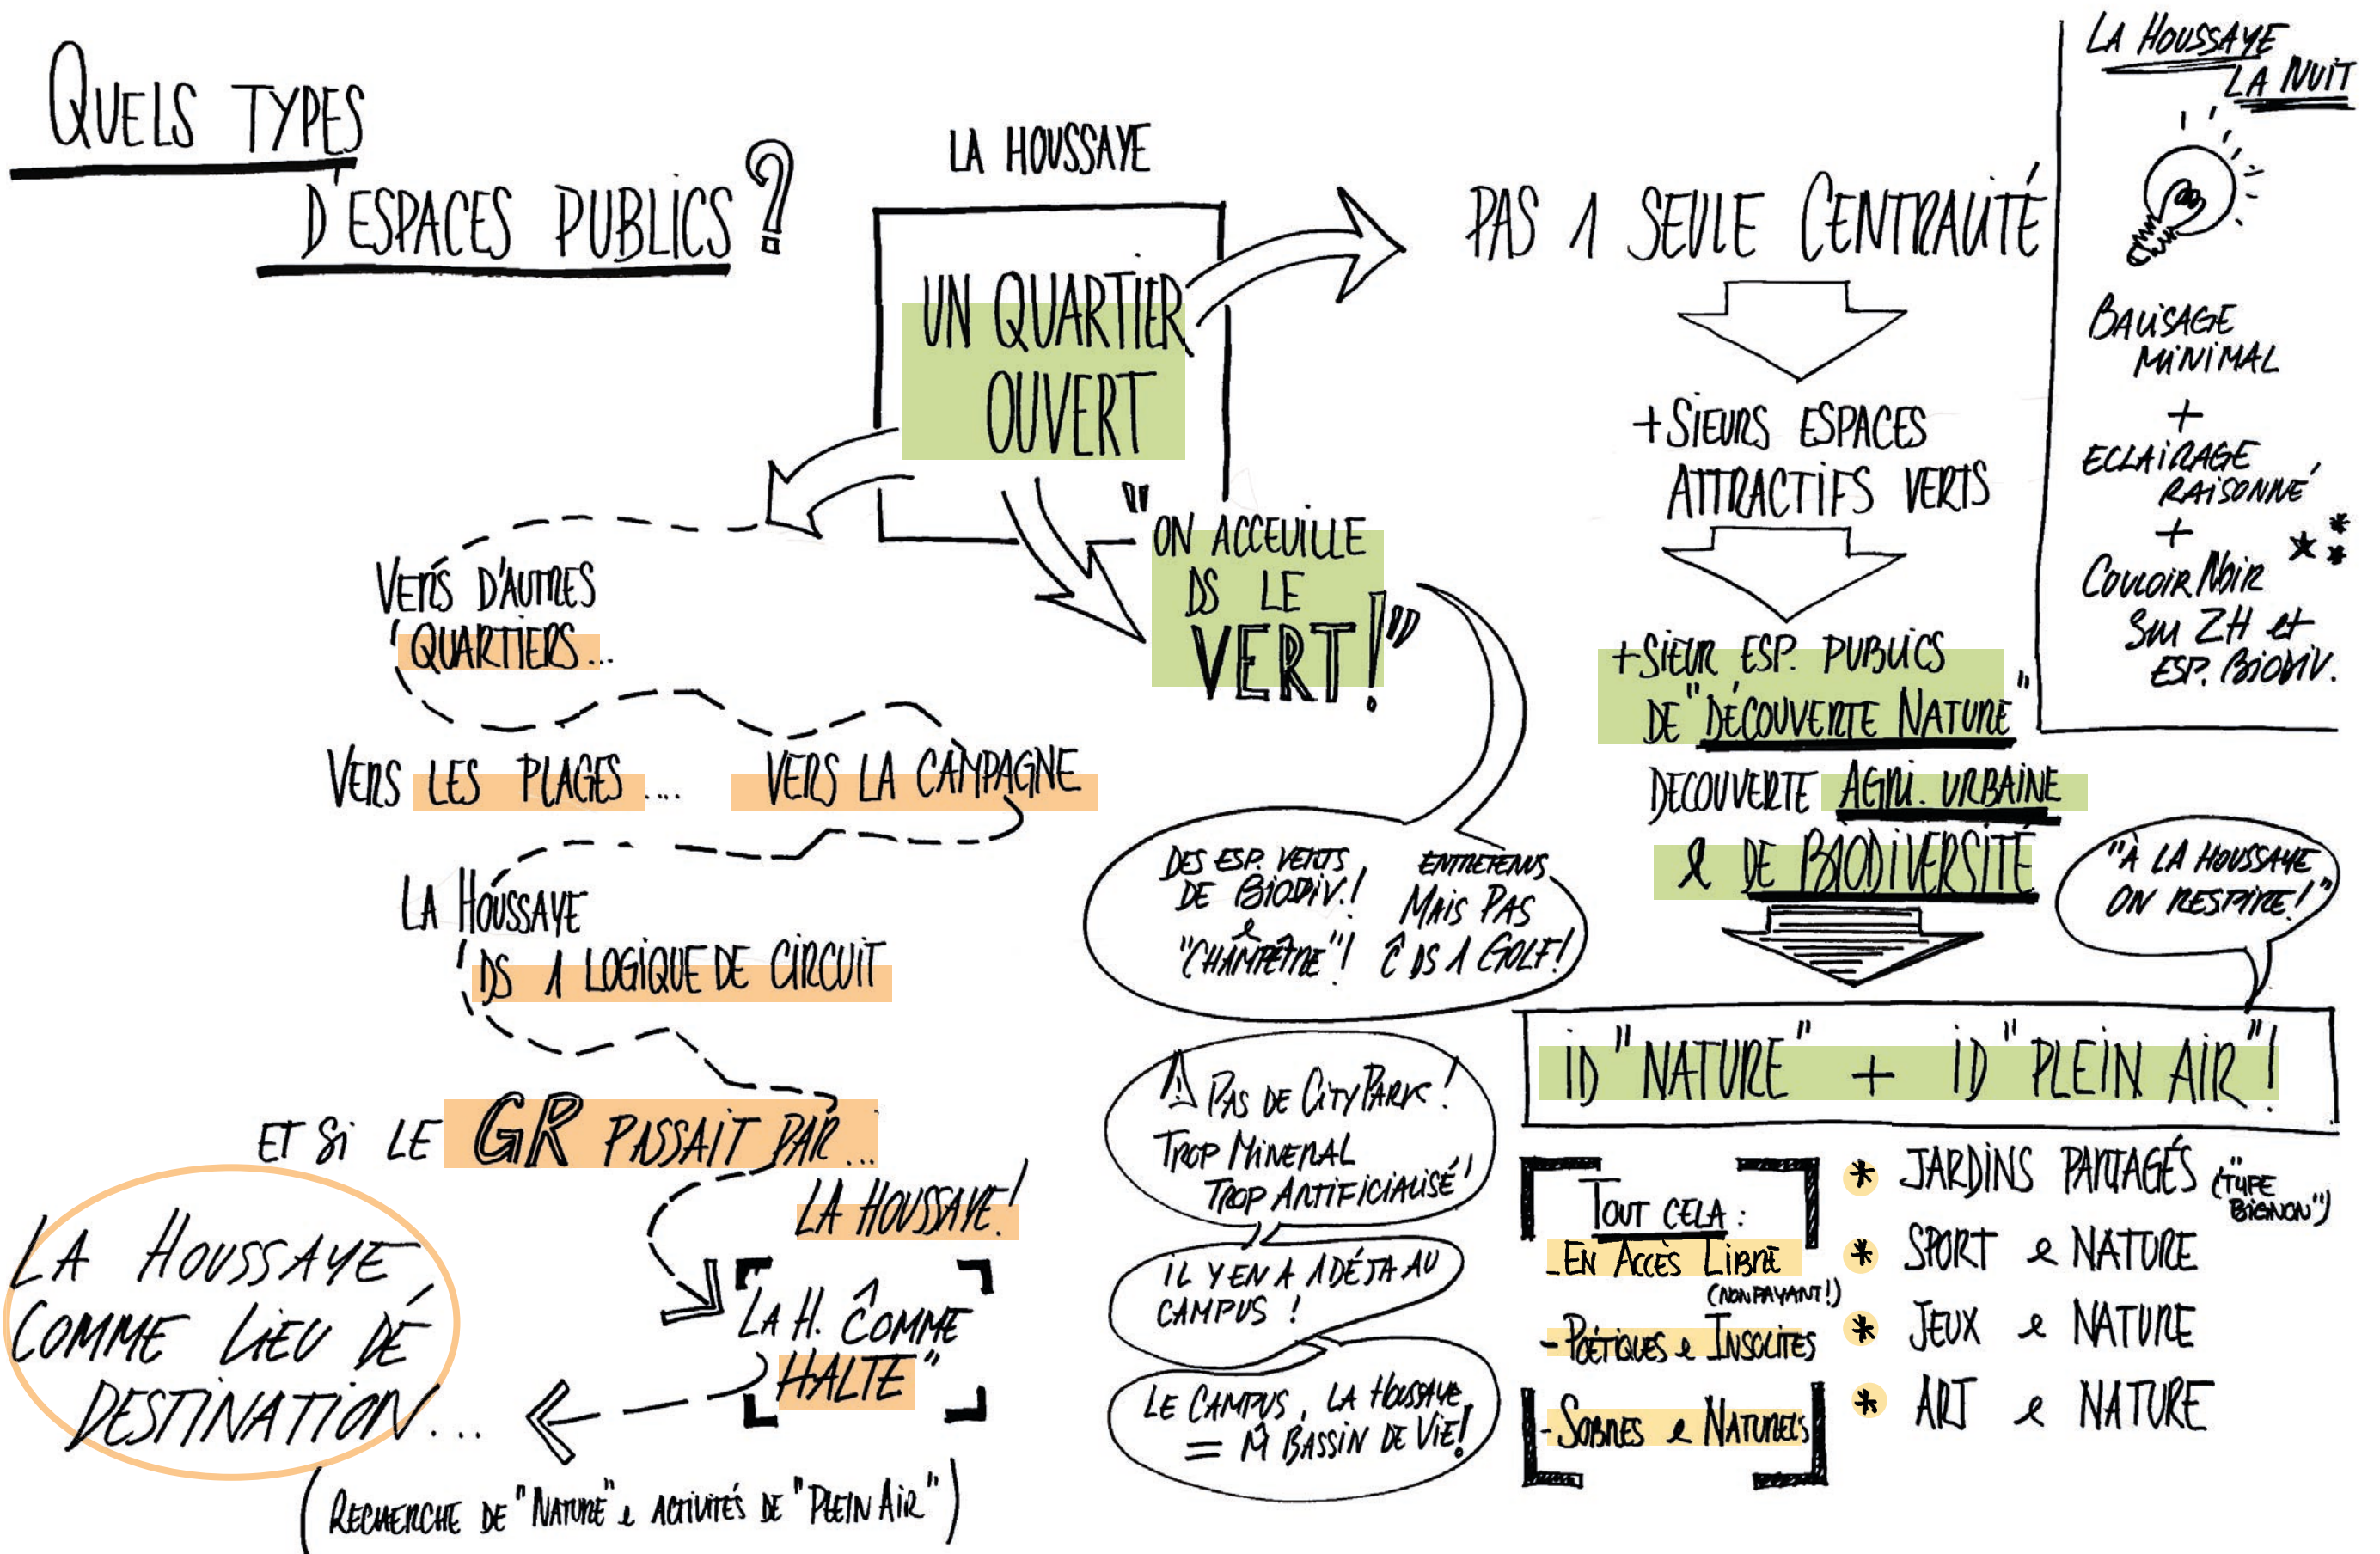 QUELS TYPES
D'ESPACES PUBLICS ?
LA HOUSSAYE
UN QUARTIER
OUVERT
"ON ACCEUILLE
DS LE
VERT!"
VERS D'AUTRES
QUARTIERS...
VERS LES PLAGES.... VERS LA CAMPAGNE
LA HOUSSAYE
DS 1 LOGIQUE DE CIRCUIT
ET SI LE GR PASSAIT PAR...
LA HOUSSAYE!
"LA H. COMME
HALTE"
LA HOUSSAYE
COMME LIEU DE
DESTINATION...
(RECHERCHE DE "NATURE" & ACTIVITÉS DE "PLEIN AIR")
DES ESP. VERTS
DE BIODIV.!
&
"CHAMPÊTRE"!
ENTRETENUS
MAIS PAS
Ĉ DS 1 GOLF!
⚠ PAS DE CITY PARK!
TROP MINERAL
TROP ARTIFICIALISÉ!
IL Y EN A 1 DÉJA AU
CAMPUS !
LE CAMPUS, LA HOUSSAYE
= M̂ BASSIN DE VIE!
PAS 1 SEULE CENTRALITÉ
+SIEURS ESPACES
ATTRACTIFS VERTS
+SIEUR ESP. PUBLICS
DE "DÉCOUVERTE NATURE"
DECOUVERTE AGRI. URBAINE
& DE BIODIVERSITÉ
"À LA HOUSSAYE
ON RESPIRE!"
ID "NATURE" + ID "PLEIN AIR"!
TOUT CELA :
- EN ACCÈS LIBRE
(NON PAYANT!)
- POÉTIQUES & INSOLITES
- SOBRES & NATURELS
* JARDINS PARTAGÉS (TYPE
BIGNON")
* SPORT & NATURE
* JEUX & NATURE
* ART & NATURE
LA HOUSSAYE
LA NUIT
BALISAGE
MINIMAL
+
ECLAIRAGE
RAISONNÉ
+
COULOIR NOIR
SUR ZH et
ESP. BIODIV.